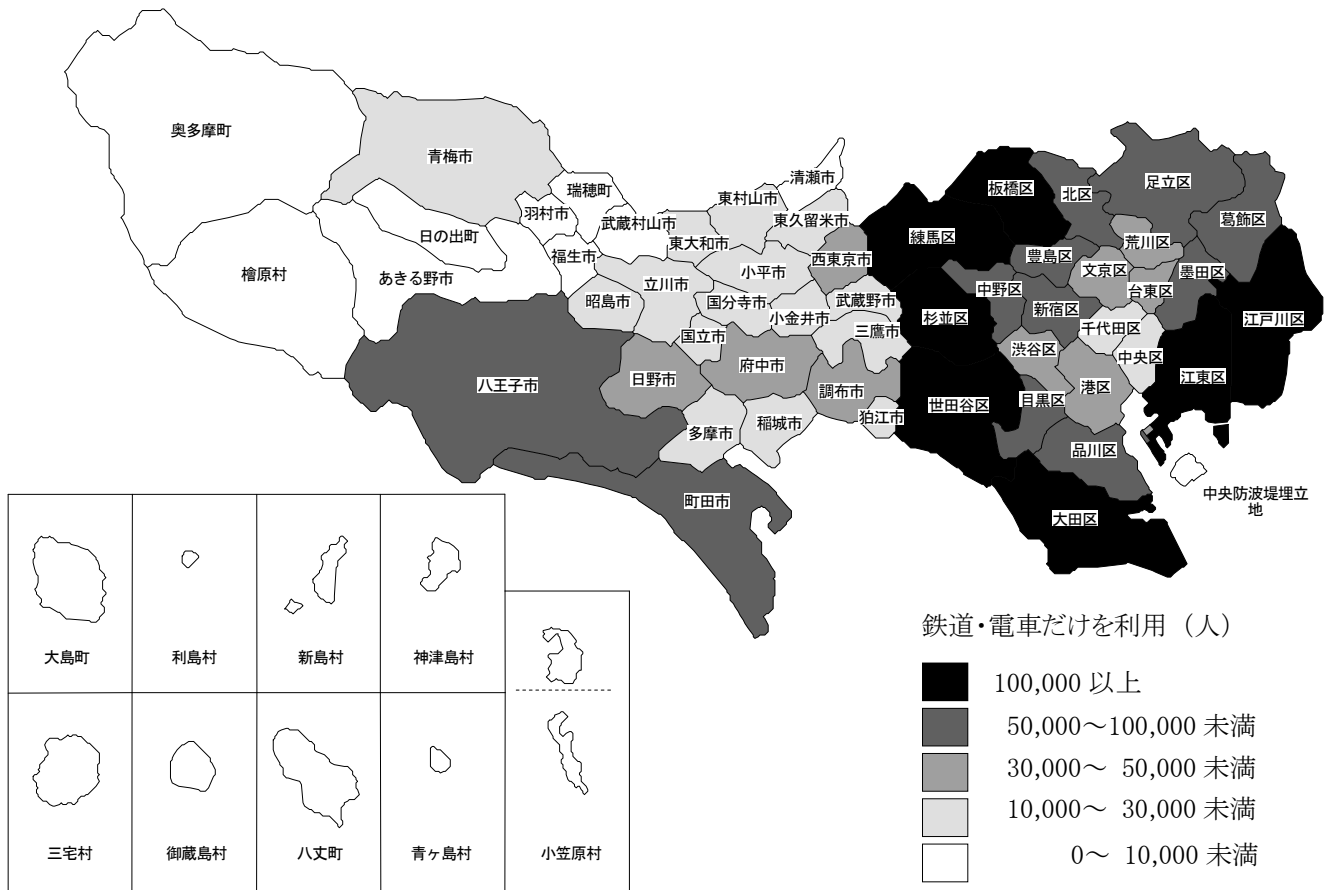 奥多摩町
青梅市
瑞穂町
羽村市
日の出町
武蔵村山市
福生市
あきる野市
檜原村
清瀬市
東村山市
東久留米市
東大和市
西東京市
小平市
立川市
昭島市
国分寺市
小金井市
武蔵野市
三鷹市
国立市
府中市
日野市
調布市
八王子市
狛江市
稲城市
多摩市
町田市
板橋区
北区
足立区
葛飾区
練馬区
荒川区
豊島区
文京区
墨田区
台東区
中野区
新宿区
杉並区
千代田区
江戸川区
渋谷区
中央区
江東区
港区
世田谷区
目黒区
品川区
大田区
中央防波堤埋立
地
大島町
利島村
新島村
神津島村
三宅村
御蔵島村
八丈町
青ヶ島村
小笠原村
鉄道・電車だけを利用（人）
100,000 以上
50,000～100,000 未満
30,000～ 50,000 未満
10,000～ 30,000 未満
0～ 10,000 未満